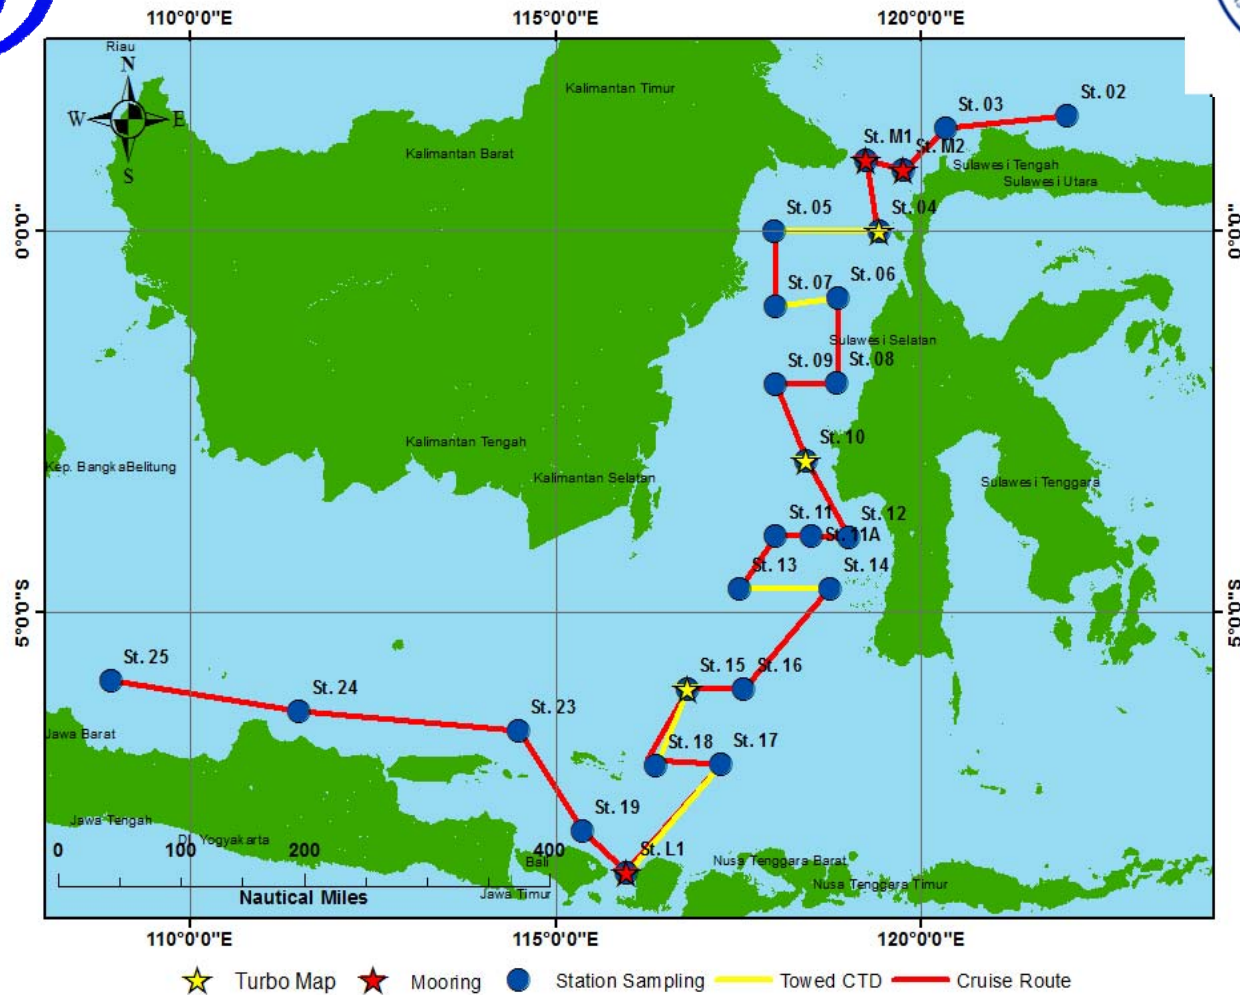 110°0'0"E 115°0'0"E 120°0'0"E
Riau
N
W E
S
Kalimantan Timur
Kalimantan Barat
St. 02
St. 03
St. M1
St. M2
Sulawesi Tengah
Sulawesi Utara
St. 05
St. 04
0°0'0" 0°0'0"
St. 07
St. 06
Sulawesi Selatan
St. 09
St. 08
St. 10
Kalimantan Tengah
Kep. BangkaBelitung
Kalimantan Selatan
Sulawesi Tenggara
St. 11
St. 12
St. 11A
St. 13
St. 14
5°0'0"S 5°0'0"S
St. 25
St. 24
St. 23
St. 15
St. 16
St. 18
St. 17
Jawa Barat
St. 19
Jawa Tengah
DI. Yogyakarta
St. L1
0 100 200 400
Bali
Nusa Tenggara Barat
Nusa Tenggara Timur
Jawa Timur
Nautical Miles
110°0'0"E 115°0'0"E 120°0'0"E
Turbo Map Mooring Station Sampling Towed CTD Cruise Route